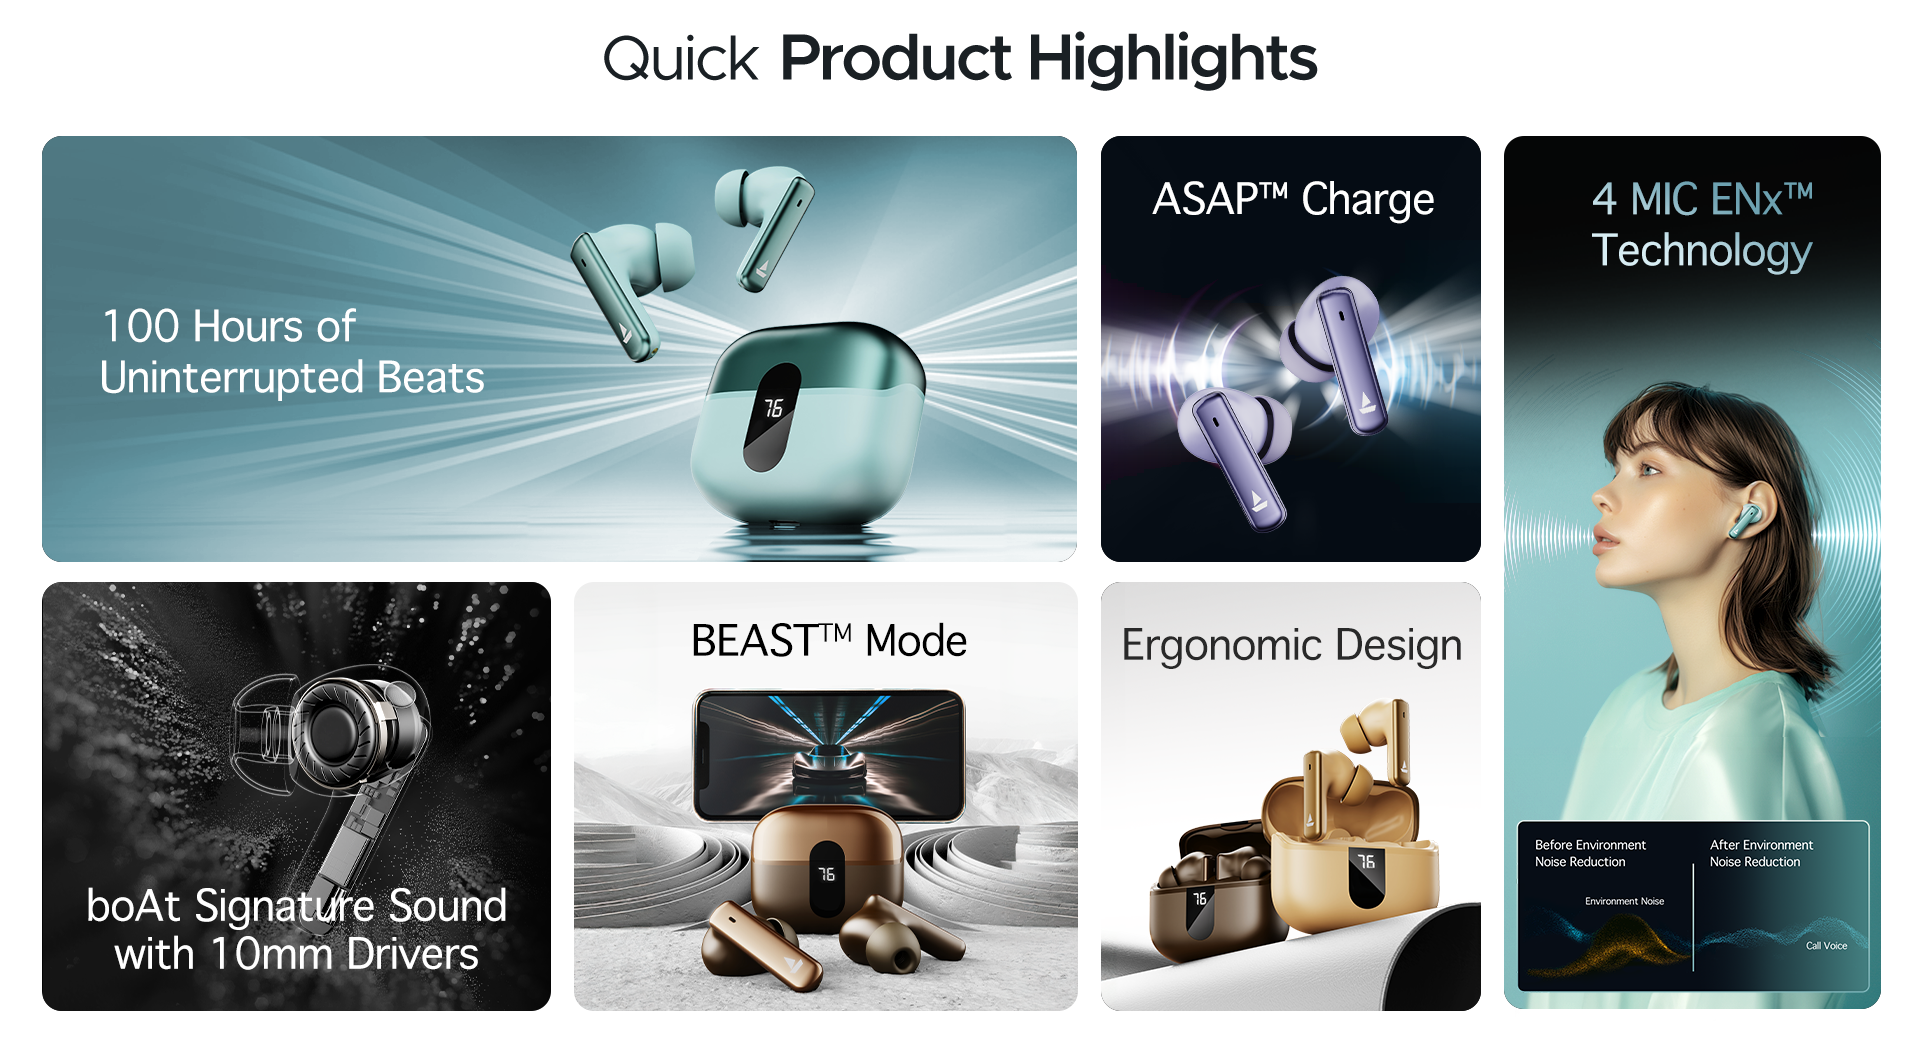 Quick Product Highlights
100 Hours of
Uninterrupted Beats
76
ASAP™ Charge
4 MIC ENx™
Technology
boAt Signature Sound
with 10mm Drivers
BEAST™ Mode
76
Ergonomic Design
76
76
Before Environment
Noise Reduction
After Environment
Noise Reduction
Environment Noise
Call Voice